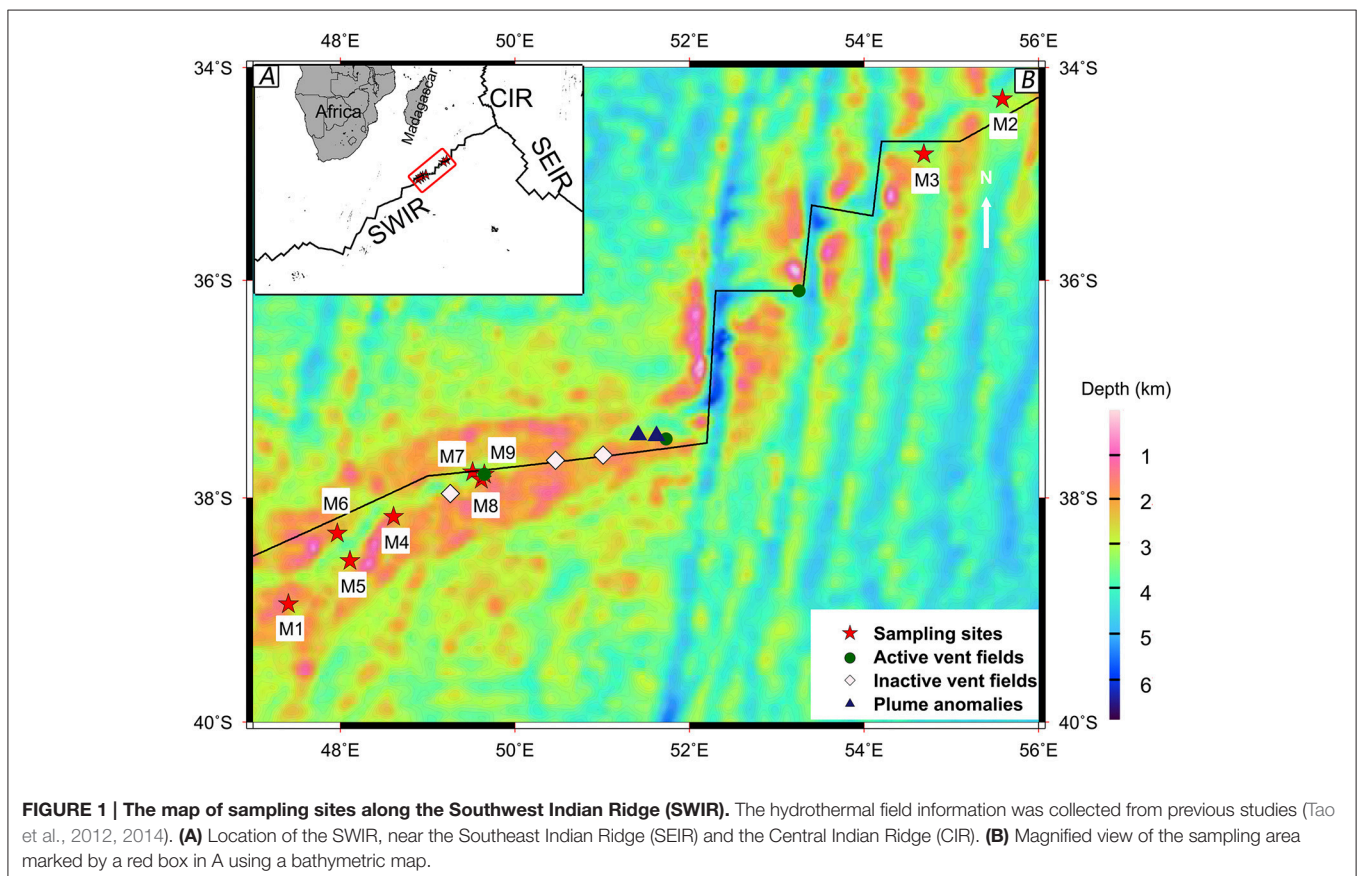 48°E 50°E 52°E 54°E 56°E
34°S 34°S
A B
Africa
Madagascar
CIR
SEIR
SWIR
M2
M3
N
36°S 36°S
Depth (km)
1
2
3
4
5
6
M7 M9
38°S 38°S
M6
M8
M4
M5
M1
Sampling sites
Active vent fields
Inactive vent fields
Plume anomalies
40°S 40°S
48°E 50°E 52°E 54°E 56°E
FIGURE 1 | The map of sampling sites along the Southwest Indian Ridge (SWIR). The hydrothermal field information was collected from previous studies (Tao
et al., 2012, 2014). (A) Location of the SWIR, near the Southeast Indian Ridge (SEIR) and the Central Indian Ridge (CIR). (B) Magnified view of the sampling area
marked by a red box in A using a bathymetric map.